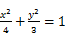 x²/4 + y²/3 = 1